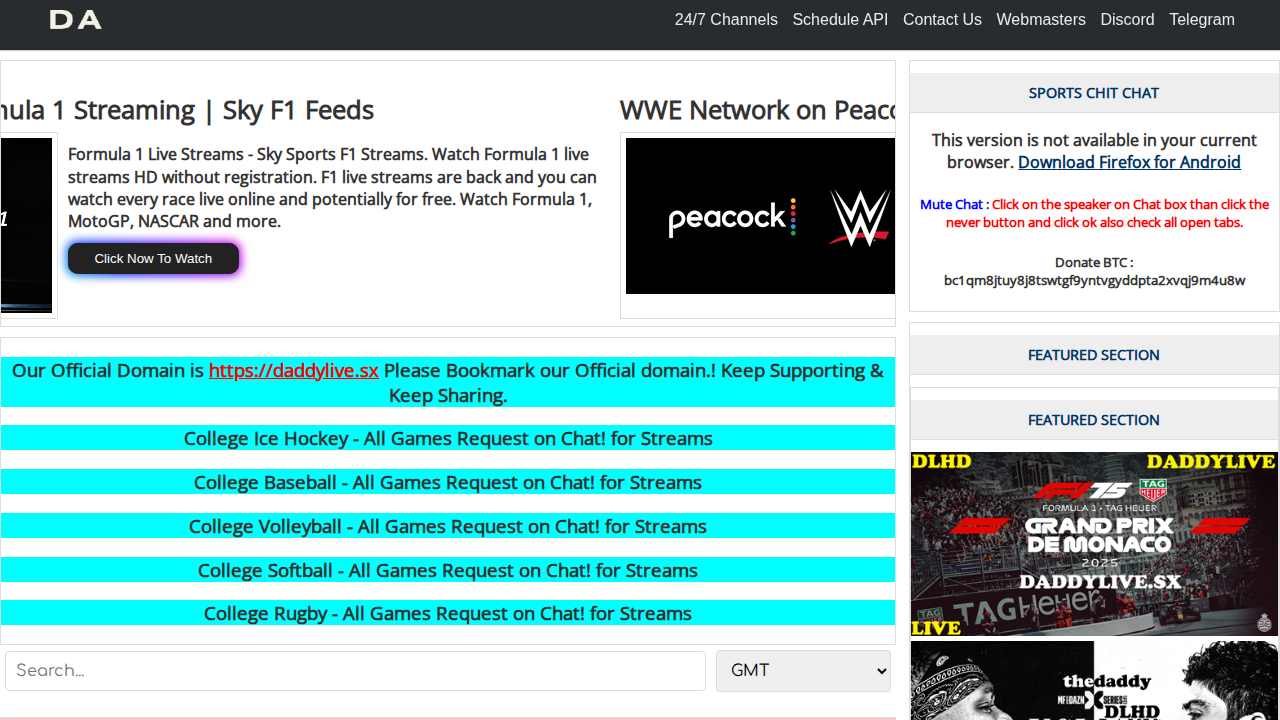 DA
24/7 Channels Schedule API Contact Us Webmasters Discord Telegram
1 Streaming | Sky F1 Feeds
Formula 1 Live Streams - Sky Sports F1 Streams. Watch Formula 1 live
streams HD without registration. F1 live streams are back and you can
watch every race live online and potentially for free. Watch Formula 1,
MotoGP, NASCAR and more.
Click Now To Watch
WWE Network on
peacock
W
Our Official Domain is https://daddylive.sx Please Bookmark our Official domain.! Keep Supporting &
Keep Sharing.
College Ice Hockey - All Games Request on Chat! for Streams
College Baseball - All Games Request on Chat! for Streams
College Volleyball - All Games Request on Chat! for Streams
College Softball - All Games Request on Chat! for Streams
College Rugby - All Games Request on Chat! for Streams
Search...
GMT
SPORTS CHIT CHAT
This version is not available in your current
browser. Download Firefox for Android
Mute Chat : Click on the speaker on Chat box than click the
never button and click ok also check all open tabs.
Donate BTC :
bc1qm8jtuy8j8tswtgf9yntvgyddpta2xvqj9m4u8w
FEATURED SECTION
FEATURED SECTION
DLHD DADDYLIVE
F1 75 TAG HEUER
FORMULA 1 • TAG HEUER
GRAND PRIX
DE MONACO
2025
DADDYLIVE.SX
TAGHeuer
LIVE
thedaddy
DLHD